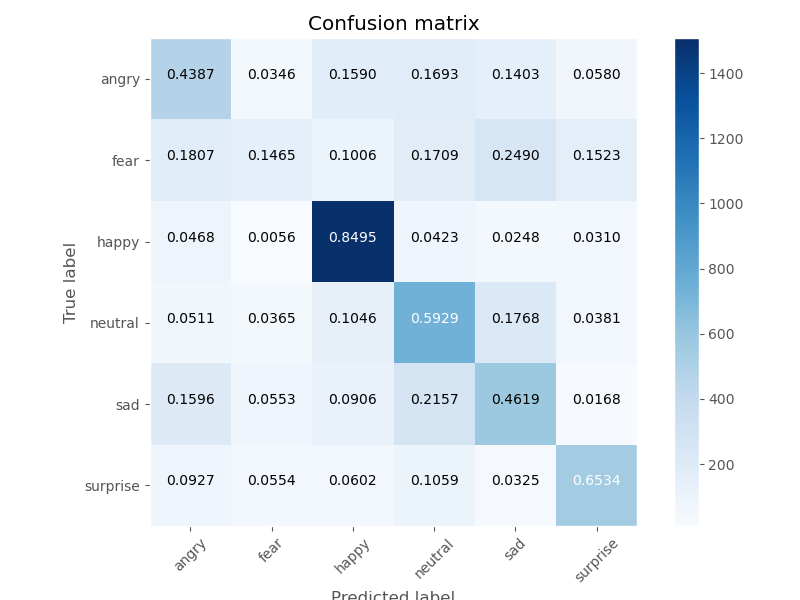 Confusion matrix
angry 0.4387 0.0346 0.1590 0.1693 0.1403 0.0580
fear 0.1807 0.1465 0.1006 0.1709 0.2490 0.1523
happy 0.0468 0.0056 0.8495 0.0423 0.0248 0.0310
neutral 0.0511 0.0365 0.1046 0.5929 0.1768 0.0381
sad 0.1596 0.0553 0.0906 0.2157 0.4619 0.0168
surprise 0.0927 0.0554 0.0602 0.1059 0.0325 0.6534
True label
angry fear happy neutral sad surprise
Predicted label
1400
1200
1000
800
600
400
200